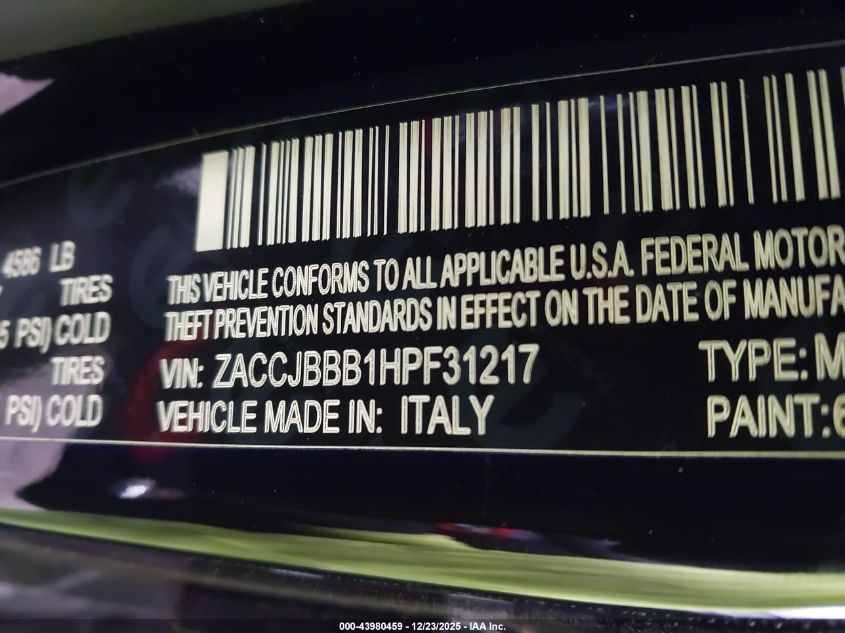 4586 LB
TIRES
5 PSI) COLD
TIRES
PSI) COLD
THIS VEHICLE CONFORMS TO ALL APPLICABLE U.S.A. FEDERAL MOTOR
THEFT PREVENTION STANDARDS IN EFFECT ON THE DATE OF MANUFA
VIN: ZACCJBBB1HPF31217
TYPE: M
VEHICLE MADE IN: ITALY
PAINT: 6
000-43980459 - 12/23/2025 - IAA Inc.